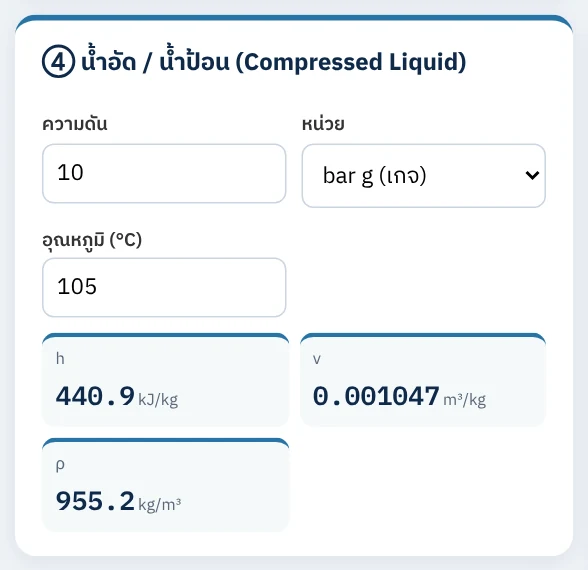 ④ น้ำอัด / น้ำป้อน (Compressed Liquid)
ความดัน
หน่วย
10
bar g (เกจ)
อุณหภูมิ (°C)
105
h
v
440.9 kJ/kg
0.001047 m³/kg
ρ
955.2 kg/m³